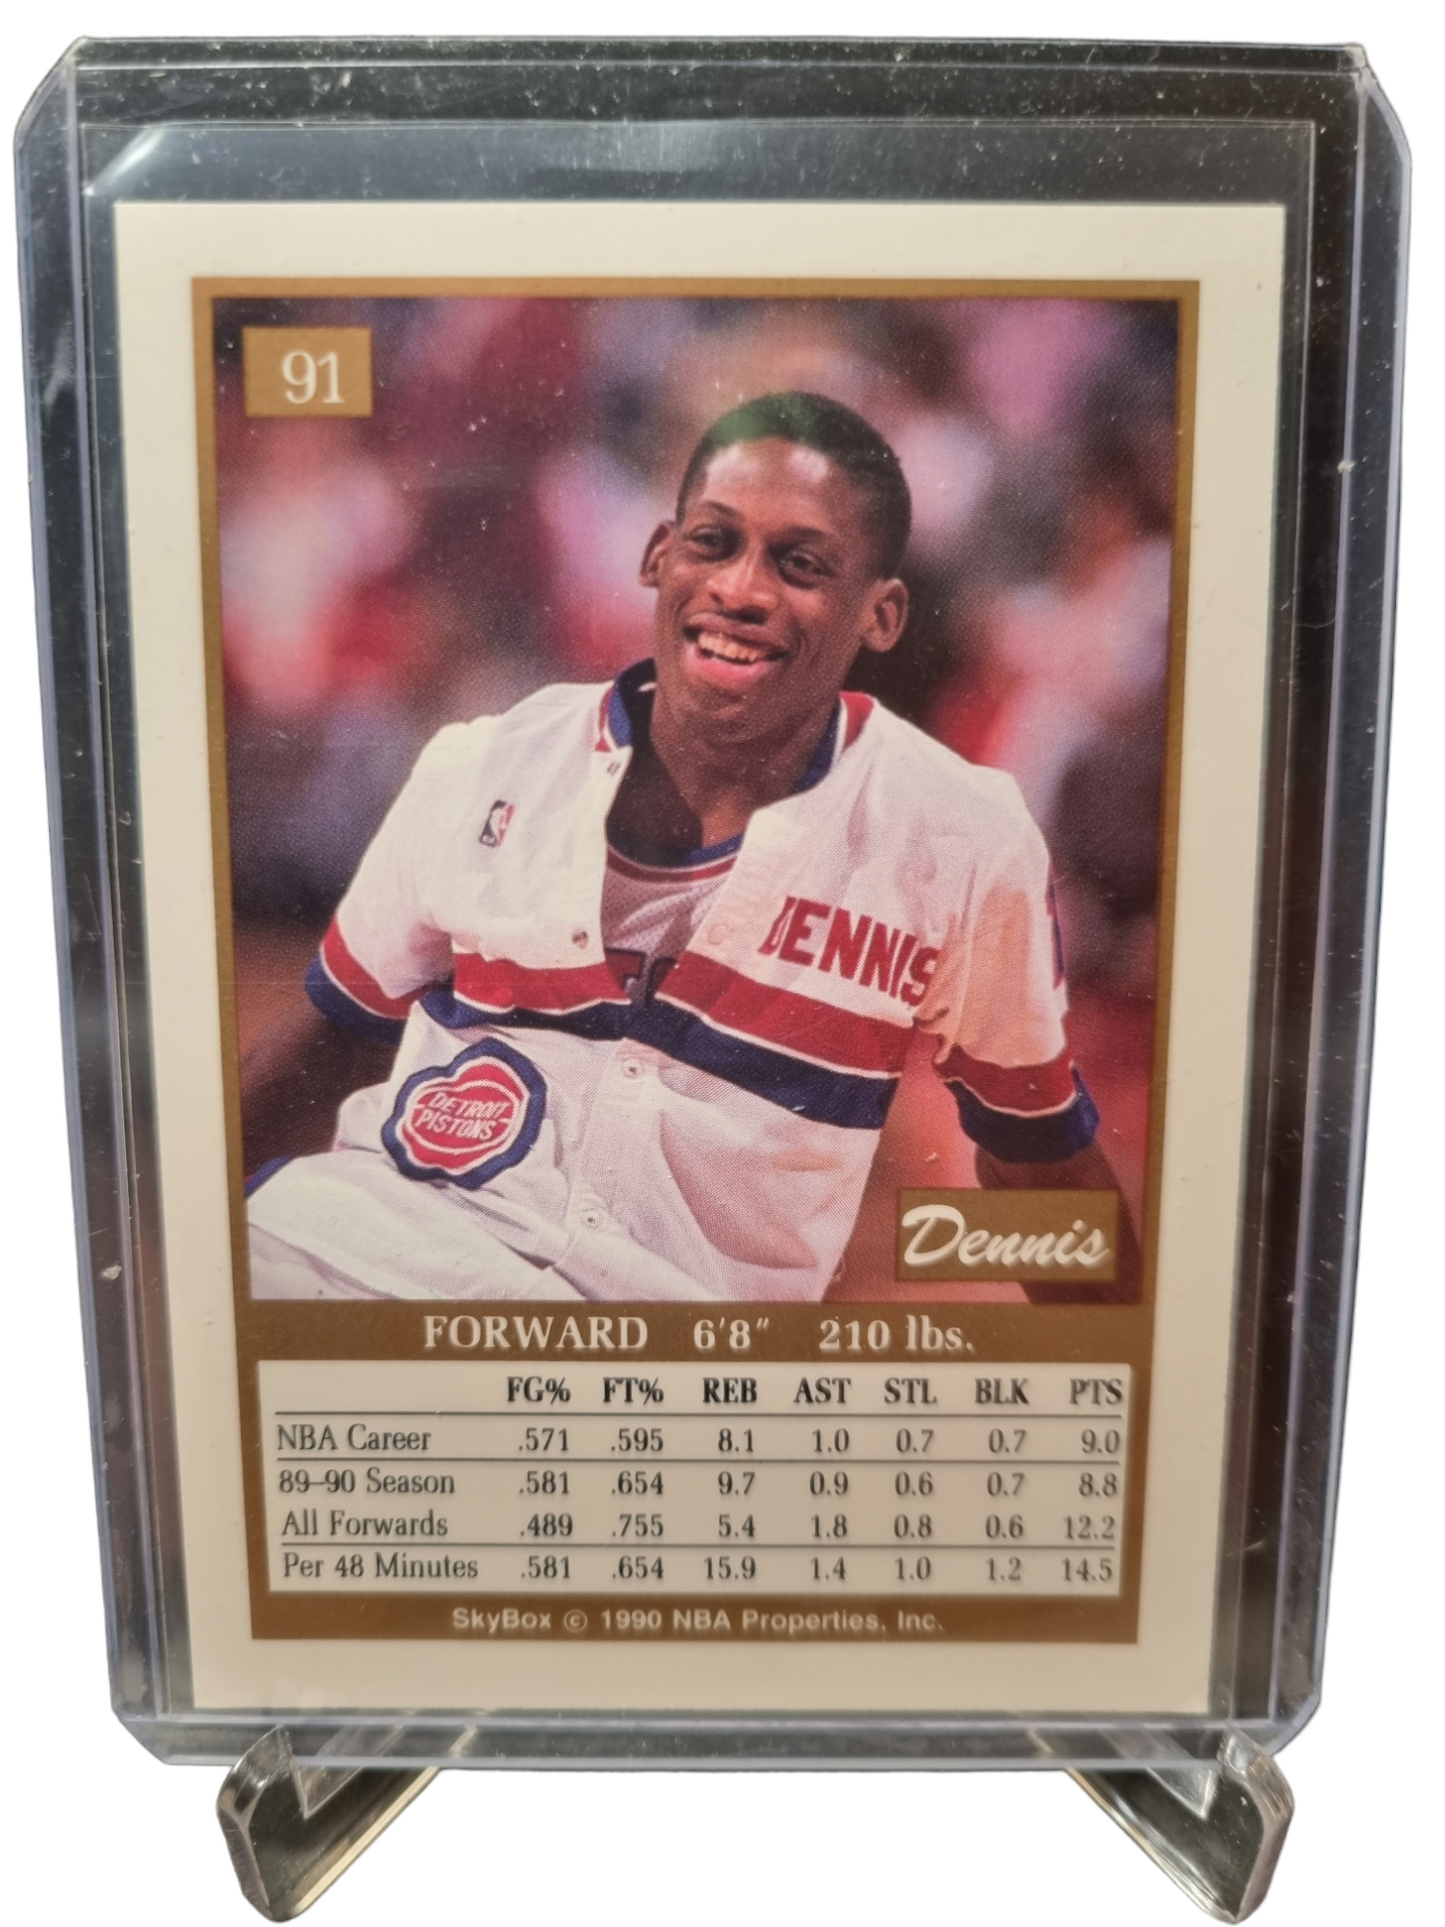 91
DENNIS
DETROIT
PISTONS
Dennis
FORWARD 6'8" 210 lbs.
FG% FT% REB AST STL BLK PTS
NBA Career .571 .595 8.1 1.0 0.7 0.7 9.0
89–90 Season .581 .654 9.7 0.9 0.6 0.7 8.8
All Forwards .489 .755 5.4 1.8 0.8 0.6 12.2
Per 48 Minutes .581 .654 15.9 1.4 1.0 1.2 14.5
SkyBox © 1990 NBA Properties, Inc.